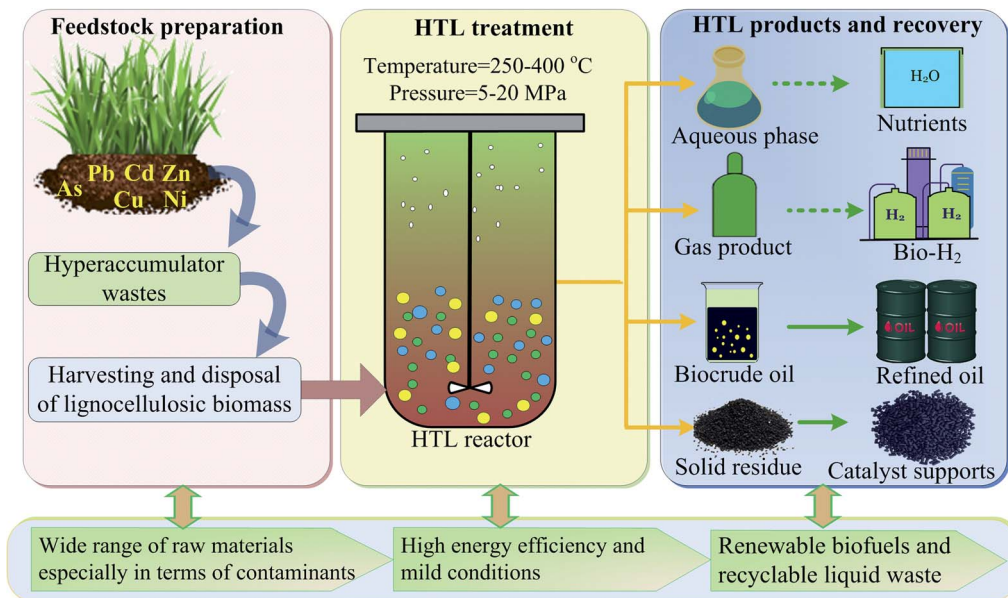 Feedstock preparation
As Pb Cd Zn
Cu Ni
Hyperaccumulator
wastes
Harvesting and disposal
of lignocellulosic biomass
HTL treatment
Temperature=250-400 °C
Pressure=5-20 MPa
HTL reactor
HTL products and recovery
Aqueous phase
H₂O
Nutrients
Gas product
H₂ H₂
Bio-H₂
Biocrude oil
OIL OIL
Refined oil
Solid residue
Catalyst supports
Wide range of raw materials
especially in terms of contaminants
High energy efficiency and
mild conditions
Renewable biofuels and
recyclable liquid waste